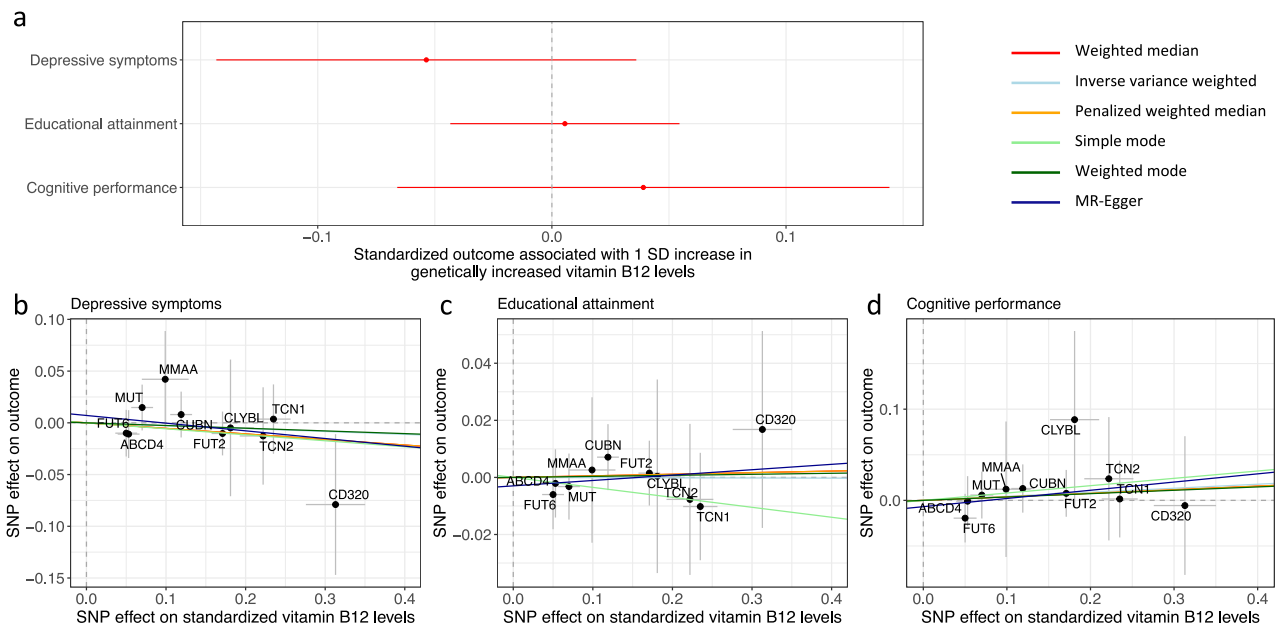 a
Depressive symptoms
Educational attainment
Cognitive performance
−0.1
0.0
0.1
Standardized outcome associated with 1 SD increase in
genetically increased vitamin B12 levels
Weighted median
Inverse variance weighted
Penalized weighted median
Simple mode
Weighted mode
MR-Egger
b
Depressive symptoms
SNP effect on outcome
0.10
0.05
0.00
−0.05
−0.10
−0.15
MMAA
MUT
FUT6
ABCD4
CUBN
FUT2
CLYBL
TCN1
TCN2
CD320
0.0
0.1
0.2
0.3
0.4
SNP effect on standardized vitamin B12 levels
c
Educational attainment
SNP effect on outcome
0.04
0.02
0.00
−0.02
CD320
CUBN
MMAA
FUT2
ABCD4
CLYBL
MUT
TCN2
FUT6
TCN1
0.0
0.1
0.2
0.3
0.4
SNP effect on standardized vitamin B12 levels
d
Cognitive performance
SNP effect on outcome
0.1
0.0
CLYBL
MMAA
TCN2
MUT
CUBN
ABCD4
FUT2
TCN1
FUT6
CD320
0.0
0.1
0.2
0.3
0.4
SNP effect on standardized vitamin B12 levels